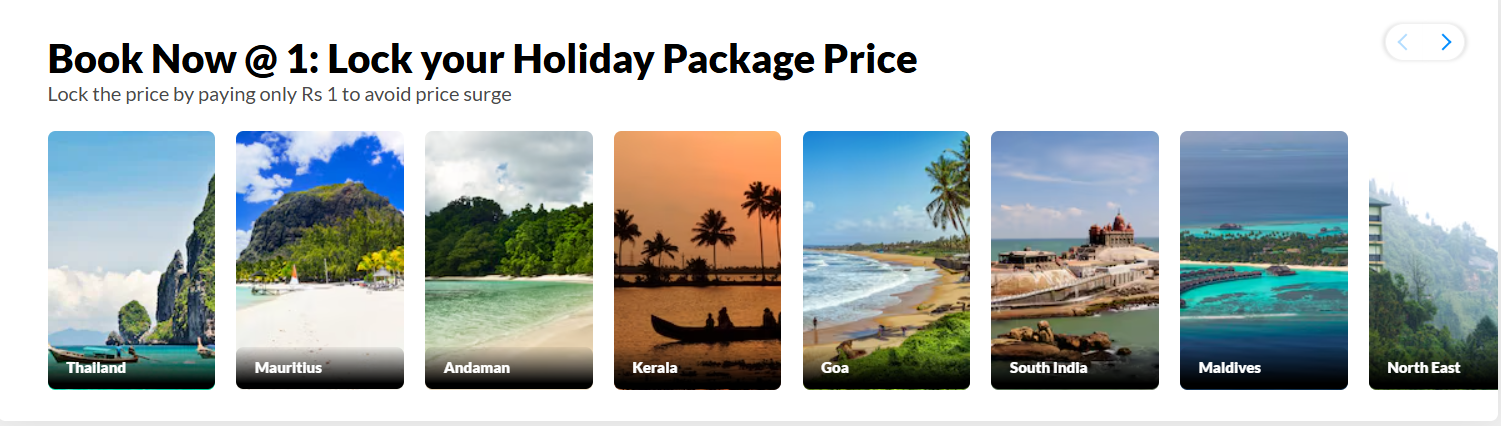 Book Now @ 1: Lock your Holiday Package Price
Lock the price by paying only Rs 1 to avoid price surge
Thailand
Mauritius
Andaman
Kerala
Goa
South India
Maldives
North East